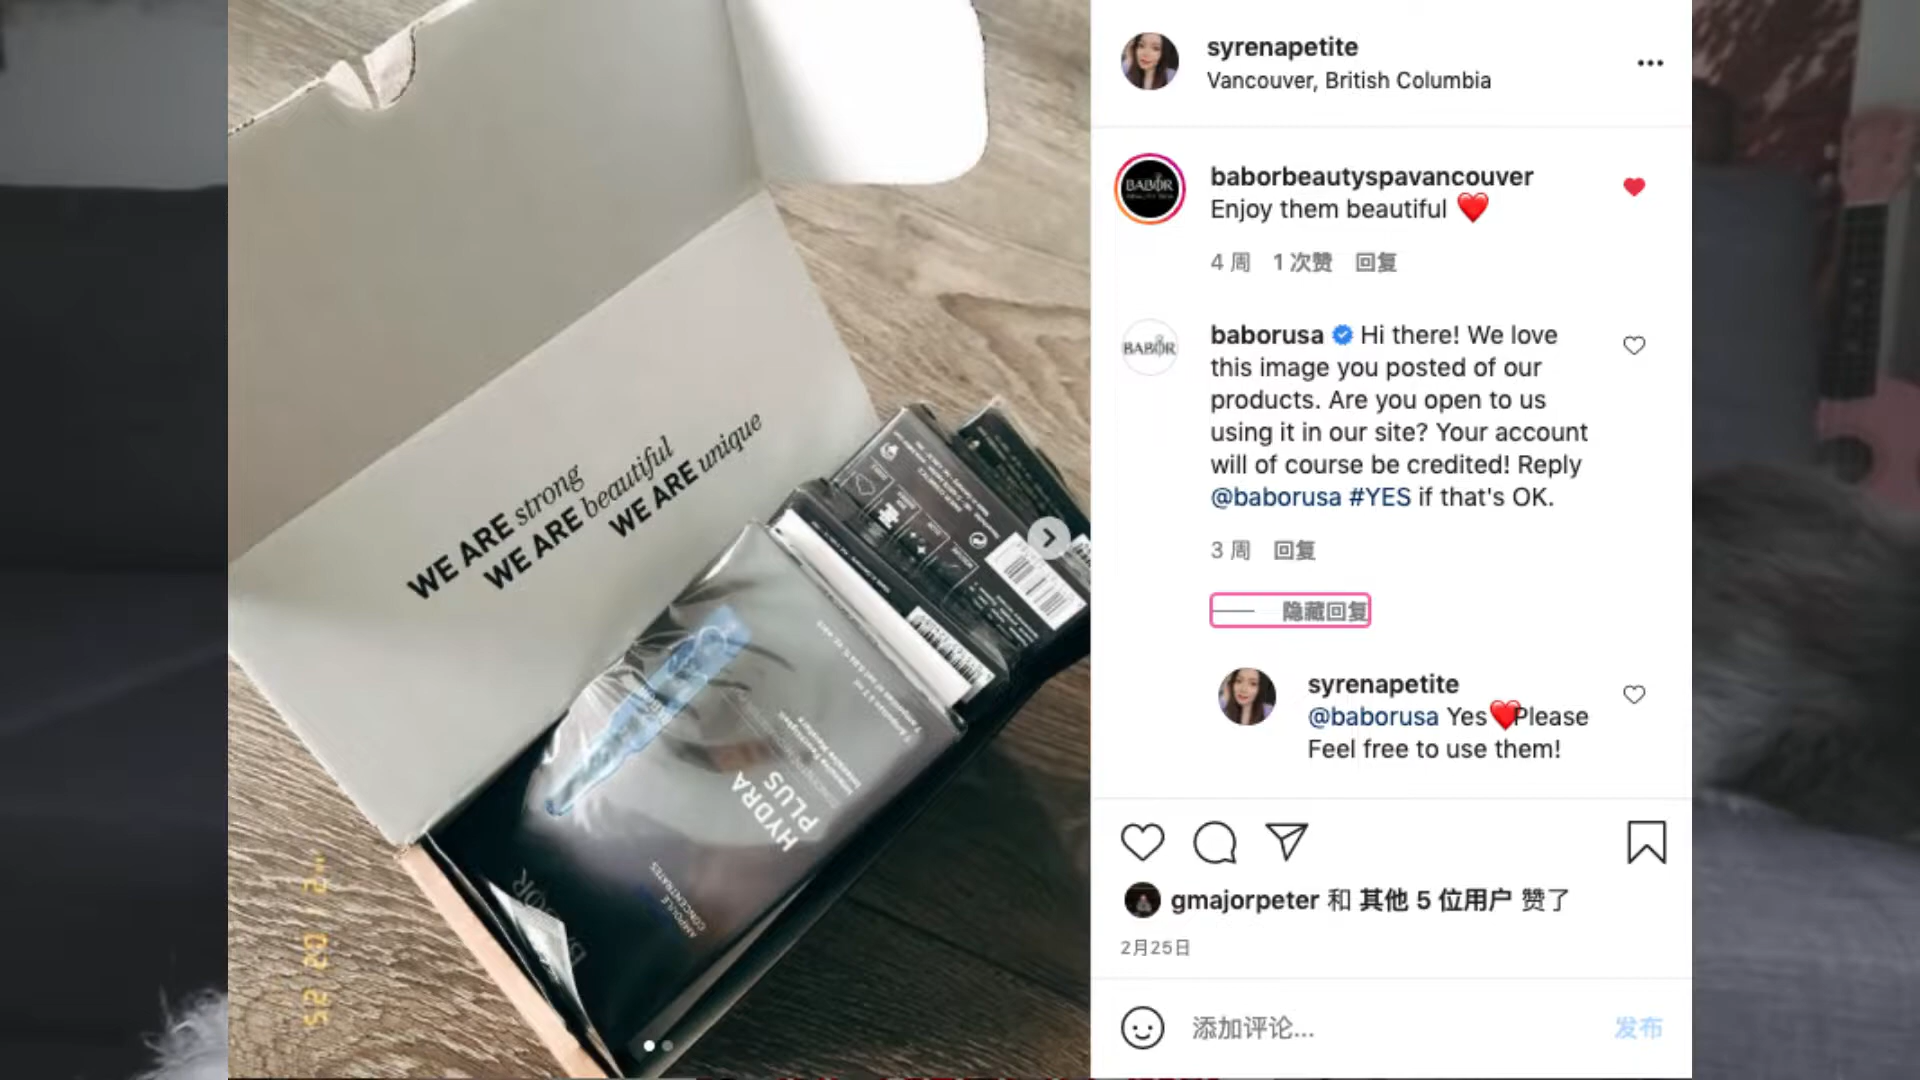 WE ARE strong
WE ARE beautiful
WE ARE unique
HYDRA
PLUS
AMPOULE
CONCENTRATES
BABOR
syrenapetite
Vancouver, British Columbia
BABOR
baborbeautyspavancouver
Enjoy them beautiful ❤️
4 周 1 次赞 回复
BABOR
baborusa Hi there! We love
this image you posted of our
products. Are you open to us
using it in our site? Your account
will of course be credited! Reply
@baborusa #YES if that's OK.
3 周 回复
隐藏回复
syrenapetite
@baborusa Yes❤️Please
Feel free to use them!
gmajorpeter 和 其他 5 位用户 赞了
2月25日
添加评论...
发布